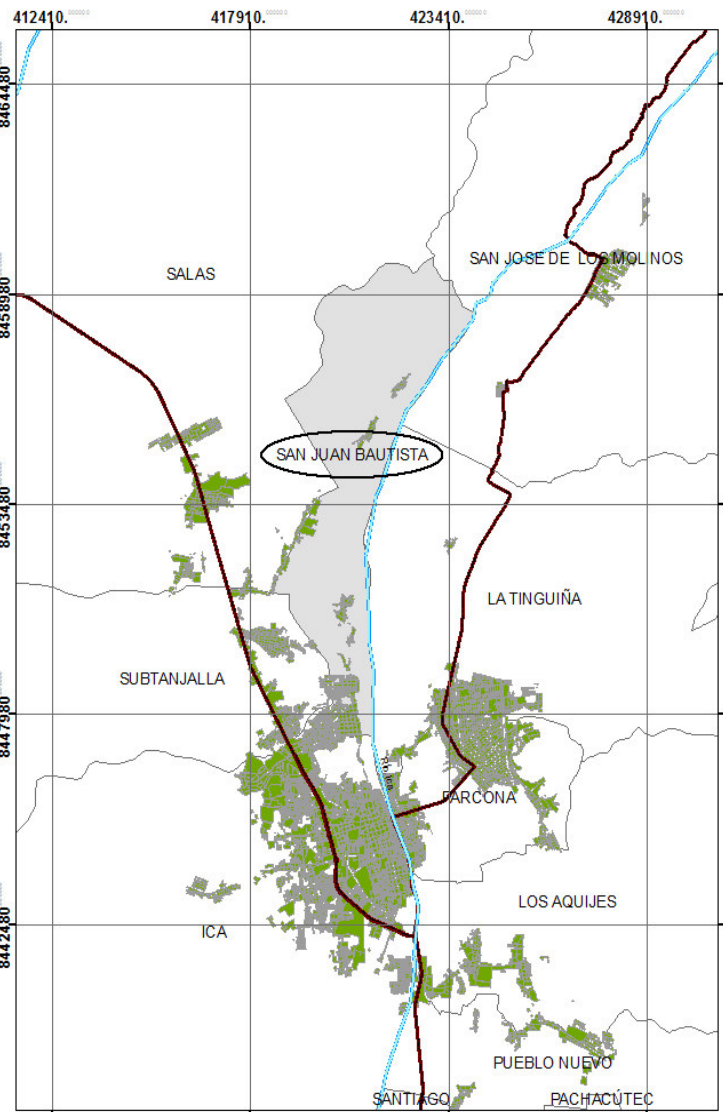 412410.
417910.
423410.
428910.
8464480
SAN JOSE DE LOS MOLINOS
SALAS
8458980
SAN JUAN BAUTISTA
8453480
LA TINGUIÑA
SUBTANJALLA
8447980
Río Ica
PARCONA
LOS AQUIJES
ICA
8442480
PUEBLO NUEVO
SANTIAGO
PACHACÚTEC